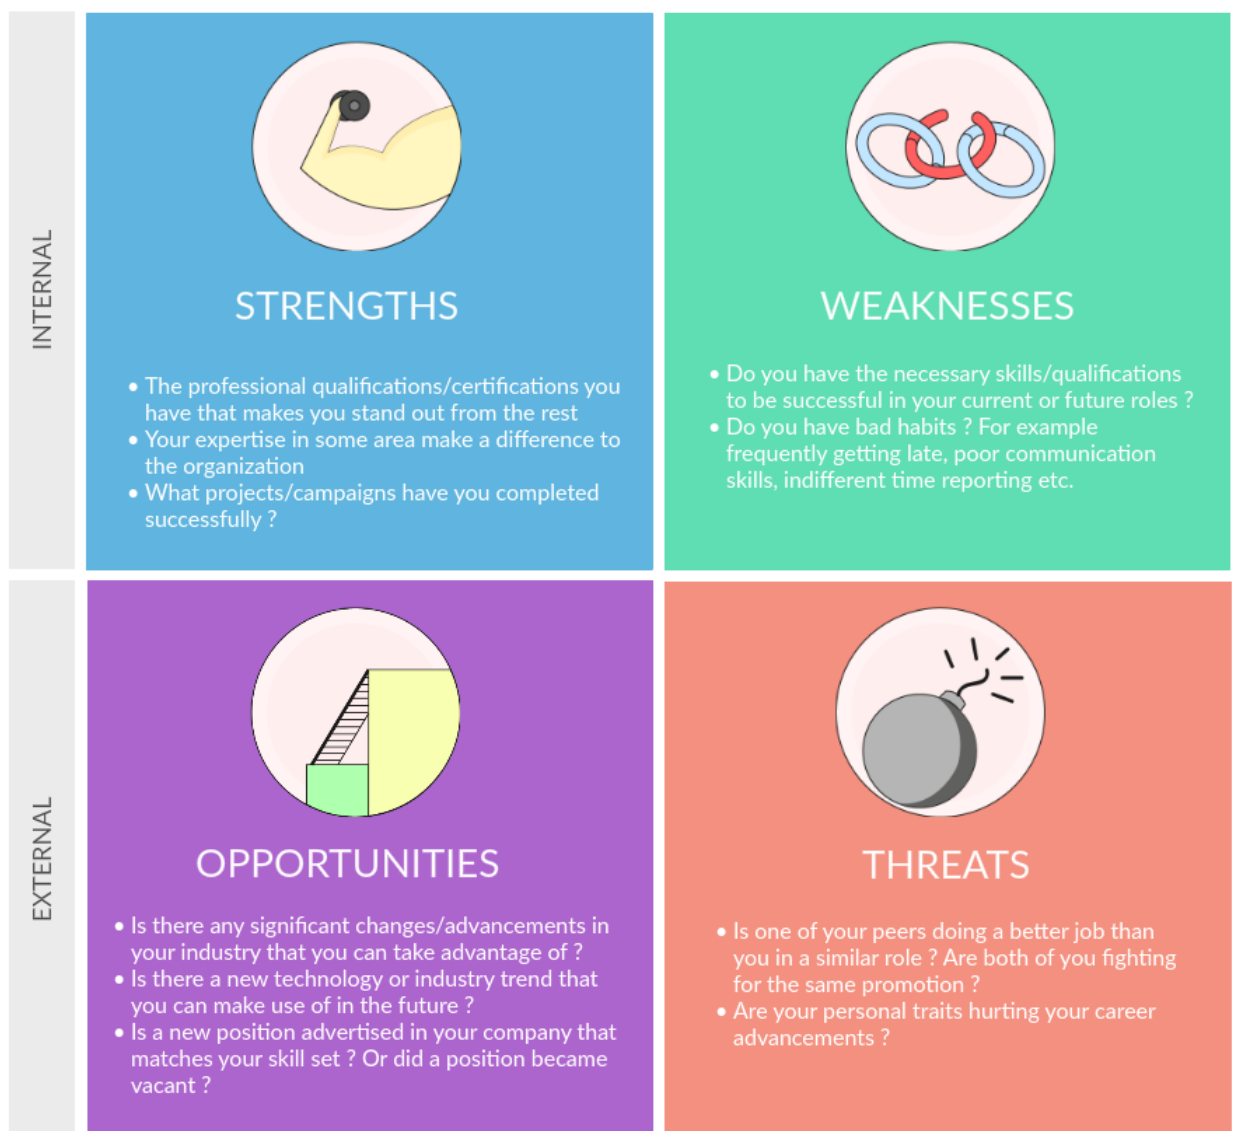 INTERNAL
STRENGTHS
• The professional qualifications/certifications you
have that makes you stand out from the rest
• Your expertise in some area make a difference to
the organization
• What projects/campaigns have you completed
successfully ?
WEAKNESSES
• Do you have the necessary skills/qualifications
to be successful in your current or future roles ?
• Do you have bad habits ? For example
frequently getting late, poor communication
skills, indifferent time reporting etc.
EXTERNAL
OPPORTUNITIES
• Is there any significant changes/advancements in
your industry that you can take advantage of ?
• Is there a new technology or industry trend that
you can make use of in the future ?
• Is a new position advertised in your company that
matches your skill set ? Or did a position became
vacant ?
THREATS
• Is one of your peers doing a better job than
you in a similar role ? Are both of you fighting
for the same promotion ?
• Are your personal traits hurting your career
advancements ?